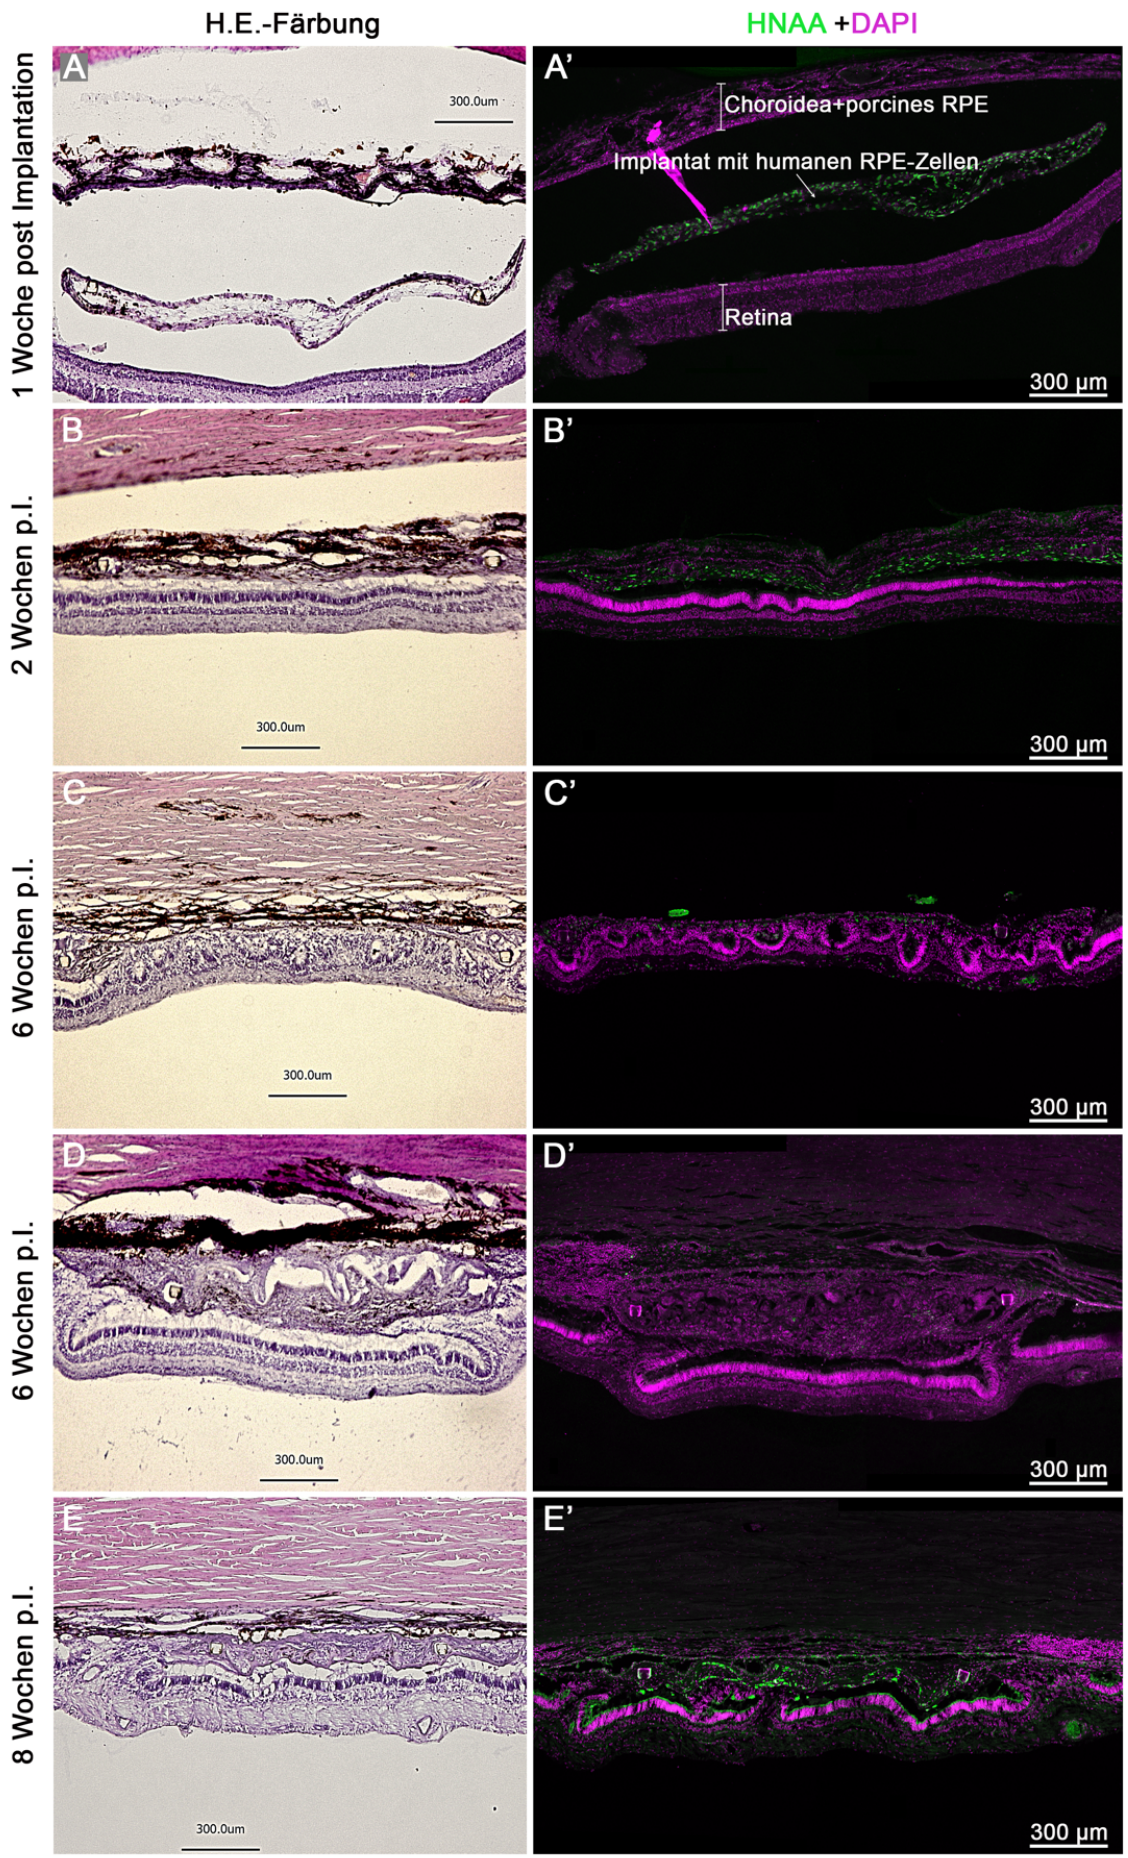 H.E.-Färbung
HNAA +DAPI
1 Woche post Implantation
A
300.0um
A’
Choroidea+porcines RPE
Implantat mit humanen RPE-Zellen
Retina
300 µm
2 Wochen p.I.
B
300.0um
B’
300 µm
6 Wochen p.I.
C
300.0um
C’
300 µm
6 Wochen p.I.
D
300.0um
D’
300 µm
8 Wochen p.I.
E
300.0um
E’
300 µm